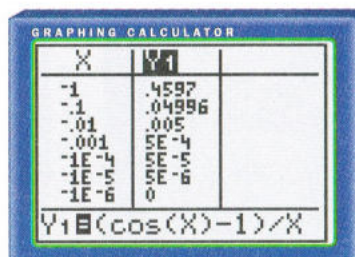 GRAPHING CALCULATOR
X Y1
-1 .4597
-.1 .04996
-.01 .005
-.001 5E-4
-1E-4 5E-5
-1E-5 5E-6
-1E-6 0
Y1=(cos(X)-1)/X